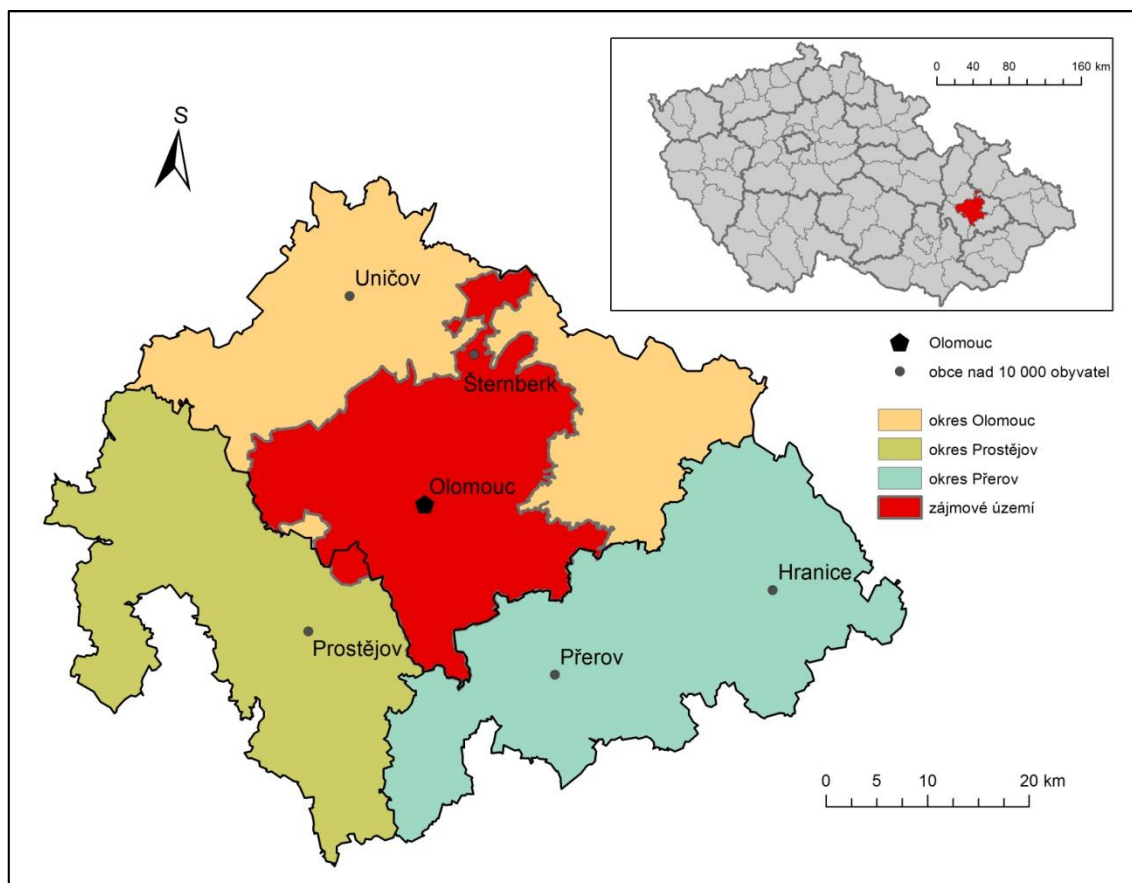 0 40 80 160 km
S
Uničov
Šternberk
Olomouc
Hranice
Prostějov
Přerov
Olomouc
obce nad 10 000 obyvatel
okres Olomouc
okres Prostějov
okres Přerov
zájmové území
0 5 10 20 km